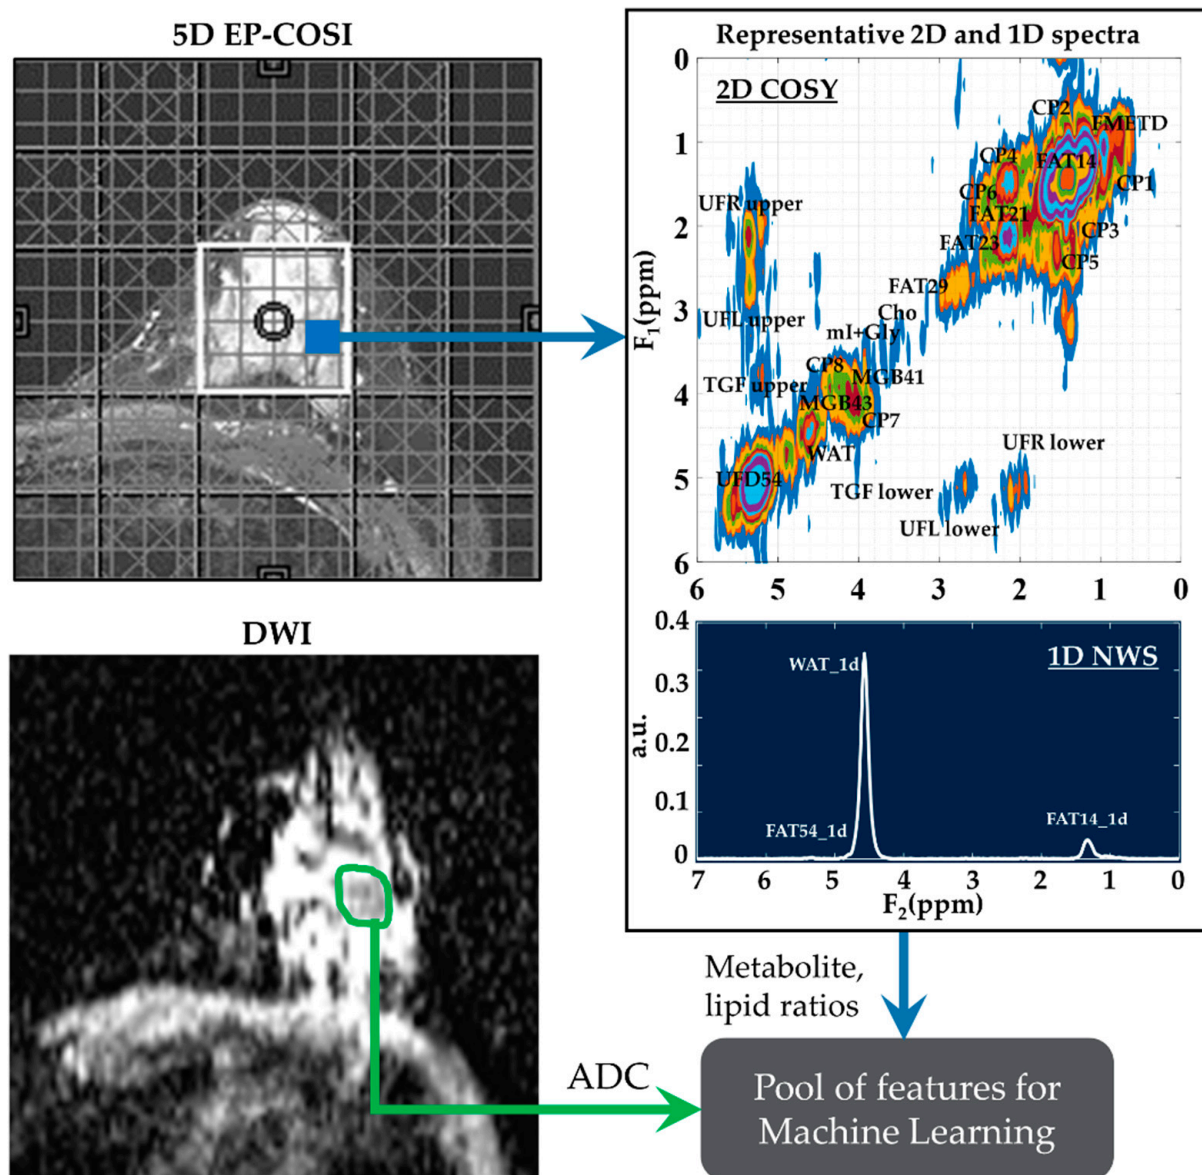 5D EP-COSI
Representative 2D and 1D spectra
2D COSY
0
1
2
3
4
5
6
F₁(ppm)
CP2
FMETD
CP4
FAT14
CP6
CP1
UFR upper
FAT21
CP3
FAT23
CP5
FAT29
UFL upper
Cho
mI+Gly
CP8
MGB41
TGF upper
MGB43
CP7
WAT
UFR lower
UFD54
TGF lower
UFL lower
6 5 4 3 2 1 0
DWI
0.4
0.3
0.2
0.1
0
a.u.
1D NWS
WAT_1d
FAT54_1d
FAT14_1d
7 6 5 4 3 2 1 0
F₂(ppm)
Metabolite,
lipid ratios
ADC
Pool of features for
Machine Learning